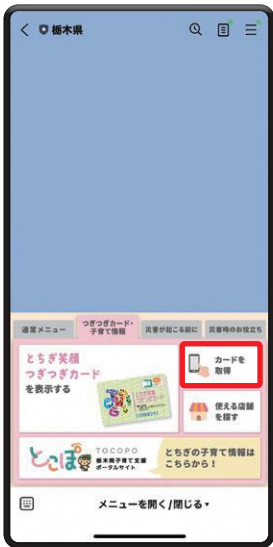 栃木県
通常メニュー
つぎつぎカード・
子育て情報
災害が起こる前に
災害時のお役立ち
とちぎ笑顔
つぎつぎカード
を表示する
カードを
取得
使える店舗
を探す
とこぽ
TOCOPO
栃木県子育て支援
ポータルサイト
とちぎの子育て情報は
こちらから！
メニューを開く/閉じる